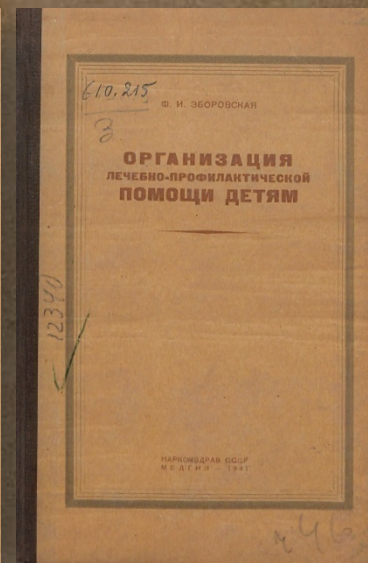 610.215
З
Ф. И. ЗБОРОВСКАЯ
ОРГАНИЗАЦИЯ
ЛЕЧЕБНО-ПРОФИЛАКТИЧЕСКОЙ
ПОМОЩИ ДЕТЯМ
12340
НАРКОМЗДРАВ СССР
МЕДГИЗ - 1941